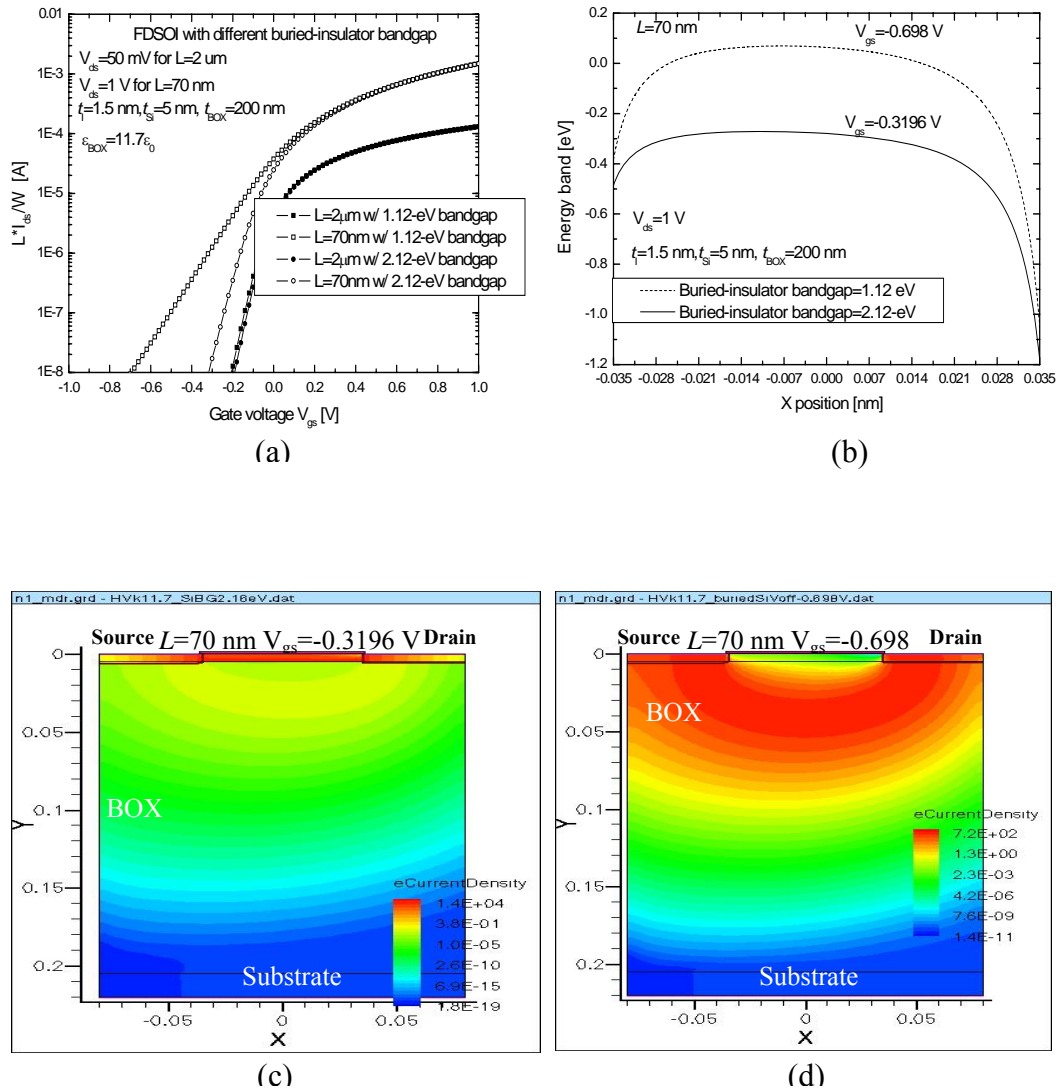 FDSOI with different buried-insulator bandgap
V_ds=50 mV for L=2 um
V_ds=1 V for L=70 nm
t_I=1.5 nm,t_Si=5 nm, t_BOX=200 nm
ε_BOX=11.7ε_0
L=2μm w/ 1.12-eV bandgap
L=70nm w/ 1.12-eV bandgap
L=2μm w/ 2.12-eV bandgap
L=70nm w/ 2.12-eV bandgap
L*I_ds/W [A]
1E-3
1E-4
1E-5
1E-6
1E-7
1E-8
-1.0 -0.8 -0.6 -0.4 -0.2 0.0 0.2 0.4 0.6 0.8 1.0
Gate voltage V_gs [V]
(a)
L=70 nm
V_gs=-0.698 V
V_gs=-0.3196 V
V_ds=1 V
t_I=1.5 nm,t_Si=5 nm, t_BOX=200 nm
Buried-insulator bandgap=1.12 eV
Buried-insulator bandgap=2.12-eV
Energy band [eV]
0.2
0.0
-0.2
-0.4
-0.6
-0.8
-1.0
-1.2
-0.035 -0.028 -0.021 -0.014 -0.007 0.000 0.007 0.014 0.021 0.028 0.035
X position [nm]
(b)
n1_mdr.grd - HVk11.7_SiBG2.16eV.dat
Source L=70 nm V_gs=-0.3196 V Drain
0
0.05
0.1
0.15
0.2
Y
BOX
eCurrentDensity
1.4E+04
3.8E-01
1.0E-05
2.6E-10
6.9E-15
1.8E-19
Substrate
-0.05 0 0.05
X
(c)
n1_mdr.grd - HVk11.7_buriedSiVoff-0.698V.dat
Source L=70 nm V_gs=-0.698 Drain
0
0.05
0.1
0.15
0.2
Y
BOX
eCurrentDensity
7.2E+02
1.3E+00
2.3E-03
4.2E-06
7.6E-09
1.4E-11
Substrate
-0.05 0 0.05
X
(d)